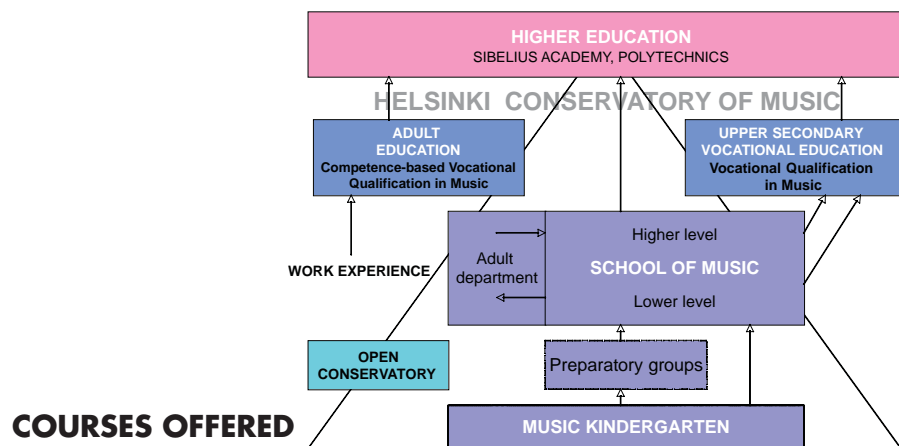 HIGHER EDUCATION
SIBELIUS ACADEMY, POLYTECHNICS
HELSINKI CONSERVATORY OF MUSIC
ADULT
EDUCATION
Competence-based Vocational
Qualification in Music
UPPER SECONDARY
VOCATIONAL EDUCATION
Vocational Qualification
in Music
WORK EXPERIENCE
Adult
department
Higher level
SCHOOL OF MUSIC
Lower level
OPEN
CONSERVATORY
Preparatory groups
COURSES OFFERED
MUSIC KINDERGARTEN